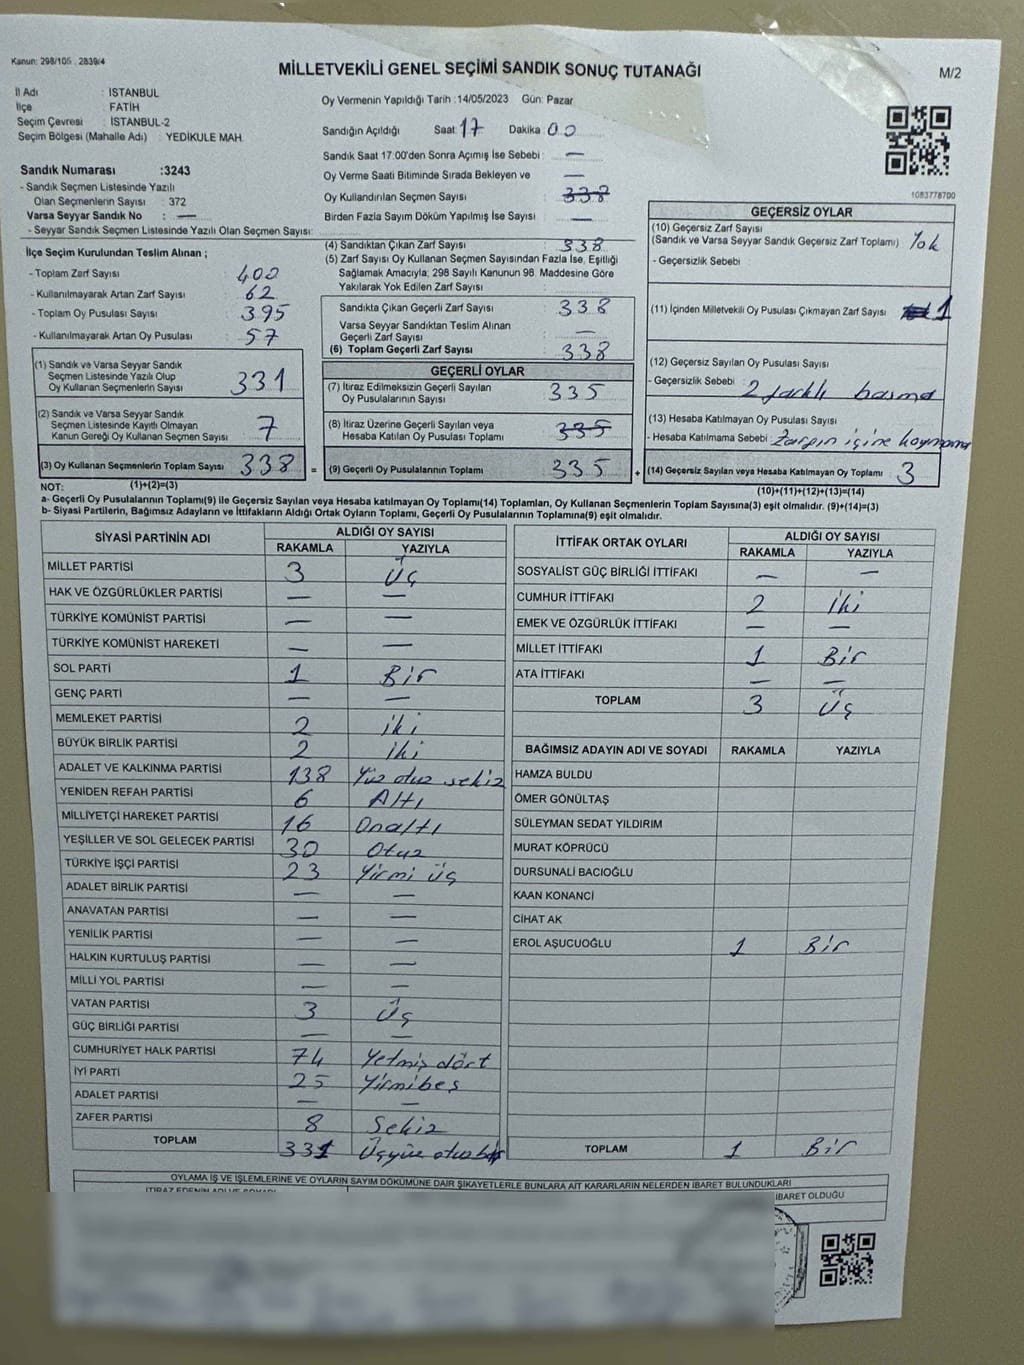 Kanun: 298/105 , 2839/4
MİLLETVEKİLİ GENEL SEÇİMİ SANDIK SONUÇ TUTANAĞI
M/2
İl Adı : İSTANBUL
İlçe : FATİH
Seçim Çevresi : İSTANBUL-2
Seçim Bölgesi (Mahalle Adı) : YEDİKULE MAH.
Oy Vermenin Yapıldığı Tarih :14/05/2023 Gün: Pazar
Sandığın Açıldığı Saat 17 Dakika 00
Sandık Saat 17:00'den Sonra Açımış İse Sebebi : —
Oy Verme Saati Bitiminde Sırada Bekleyen ve —
Oy Kullandırılan Seçmen Sayısı : 338
Birden Fazla Sayım Döküm Yapılmış İse Sayısı —
Sandık Numarası :3243
- Sandık Seçmen Listesinde Yazılı
Olan Seçmenlerin Sayısı : 372
Varsa Seyyar Sandık No : —
- Seyyar Sandık Seçmen Listesinde Yazılı Olan Seçmen Sayısı:
1083778700
İlçe Seçim Kurulundan Teslim Alınan ;
- Toplam Zarf Sayısı : 400
- Kullanılmayarak Artan Zarf Sayısı : 62
- Toplam Oy Pusulası Sayısı : 395
- Kullanılmayarak Artan Oy Pusulası : 57
(4) Sandıktan Çıkan Zarf Sayısı : 338
(5) Zarf Sayısı Oy Kullanan Seçmen Sayısından Fazla İse, Eşitliği
Sağlamak Amacıyla; 298 Sayılı Kanunun 98. Maddesine Göre
Yakılarak Yok Edilen Zarf Sayısı :
Sandıkta Çıkan Geçerli Zarf Sayısı : 338
Varsa Seyyar Sandıktan Teslim Alınan
Geçerli Zarf Sayısı : —
(6) Toplam Geçerli Zarf Sayısı : 338
GEÇERSİZ OYLAR
(10) Geçersiz Zarf Sayısı
(Sandık ve Varsa Seyyar Sandık Geçersiz Zarf Toplamı) Yok
- Geçersizlik Sebebi :
(11) İçinden Milletvekili Oy Pusulası Çıkmayan Zarf Sayısı 1
(12) Geçersiz Sayılan Oy Pusulası Sayısı
- Geçersizlik Sebebi : 2 farklı basma
(13) Hesaba Katılmayan Oy Pusulası Sayısı
- Hesaba Katılmama Sebebi : Zarfın içine koymama
(1) Sandık ve Varsa Seyyar Sandık
Seçmen Listesinde Yazılı Olup
Oy Kullanan Seçmenlerin Sayısı 331
(2) Sandık ve Varsa Seyyar Sandık
Seçmen Listesinde Kayıtlı Olmayan
Kanun Gereği Oy Kullanan Seçmen Sayısı 7
GEÇERLİ OYLAR
(7) İtiraz Edilmeksizin Geçerli Sayılan
Oy Pusulalarının Sayısı : 335
(8) İtiraz Üzerine Geçerli Sayılan veya
Hesaba Katılan Oy Pusulası Toplamı : 335
(3) Oy Kullanan Seçmenlerin Toplam Sayısı 338 = (9) Geçerli Oy Pusulalarının Toplamı : 335 + (14) Geçersiz Sayılan veya Hesaba Katılmayan Oy Toplamı 3
NOT: (1)+(2)=(3) (10)+(11)+(12)+(13)=(14)
a- Geçerli Oy Pusulalarının Toplamı(9) ile Geçersiz Sayılan veya Hesaba katılmayan Oy Toplamı(14) Toplamları, Oy Kullanan Seçmenlerin Toplam Sayısına(3) eşit olmalıdır. (9)+(14)=(3)
b- Siyasi Partilerin, Bağımsız Adayların ve İttifakların Aldığı Ortak Oyların Toplamı, Geçerli Oy Pusulalarının Toplamına(9) eşit olmalıdır.
SİYASİ PARTİNİN ADI ALDIĞI OY SAYISI
RAKAMLA YAZIYLA
MİLLET PARTİSİ 3 Üç
HAK VE ÖZGÜRLÜKLER PARTİSİ — —
TÜRKİYE KOMÜNİST PARTİSİ — —
TÜRKİYE KOMÜNİST HAREKETİ — —
SOL PARTİ 1 Bir
GENÇ PARTİ — —
MEMLEKET PARTİSİ 2 iki
BÜYÜK BİRLİK PARTİSİ 2 iki
ADALET VE KALKINMA PARTİSİ 138 Yüz otuz sekiz
YENİDEN REFAH PARTİSİ 6 Altı
MİLLİYETÇİ HAREKET PARTİSİ 16 Onaltı
YEŞİLLER VE SOL GELECEK PARTİSİ 30 Otuz
TÜRKİYE İŞÇİ PARTİSİ 23 Yirmi üç
ADALET BİRLİK PARTİSİ — —
ANAVATAN PARTİSİ — —
YENİLİK PARTİSİ — —
HALKIN KURTULUŞ PARTİSİ — —
MİLLİ YOL PARTİSİ — —
VATAN PARTİSİ 3 Üç
GÜÇ BİRLİĞİ PARTİSİ — —
CUMHURİYET HALK PARTİSİ 74 Yetmiş dört
İYİ PARTİ 25 Yirmibeş
ADALET PARTİSİ — —
ZAFER PARTİSİ 8 Sekiz
TOPLAM 331 Üçyüz otuzbir
İTTİFAK ORTAK OYLARI ALDIĞI OY SAYISI
RAKAMLA YAZIYLA
SOSYALİST GÜÇ BİRLİĞİ İTTİFAKI — —
CUMHUR İTTİFAKI 2 iki
EMEK VE ÖZGÜRLÜK İTTİFAKI — —
MİLLET İTTİFAKI 1 Bir
ATA İTTİFAKI — —
TOPLAM 3 Üç
BAĞIMSIZ ADAYIN ADI VE SOYADI RAKAMLA YAZIYLA
HAMZA BULDU
ÖMER GÖNÜLTAŞ
SÜLEYMAN SEDAT YILDIRIM
MURAT KÖPRÜCÜ
DURSUNALİ BACIOĞLU
KAAN KONANCİ
CİHAT AK
EROL AŞUCUOĞLU 1 Bir
TOPLAM 1 Bir
OYLAMA İŞ VE İŞLEMLERİNE VE OYLARIN SAYIM DÖKÜMÜNE DAİR ŞİKAYETLERLE BUNLARA AİT KARARLARIN NELERDEN İBARET BULUNDUKLARI
İBARET OLDUĞU